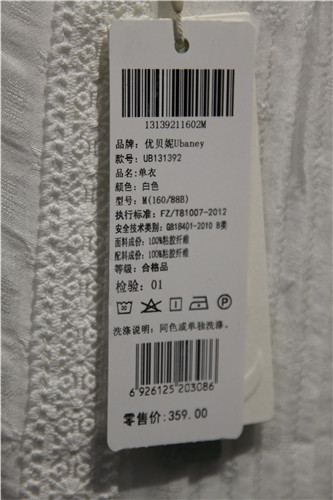 13139211602M
品牌: 优贝妮Ubaney
款号: UB131392
品名:单衣
颜色: 白色
型号: M(160/88B)
执行标准: FZ/T81007-2012
安全技术类别: GB18401-2010 B类
面料成份: 100%粘胶纤维
配料成份: 100%粘胶纤维
等级: 合格品
检验: 01
洗涤说明: 同色或单独洗涤。
6 926125 203086
零售价: 359.00